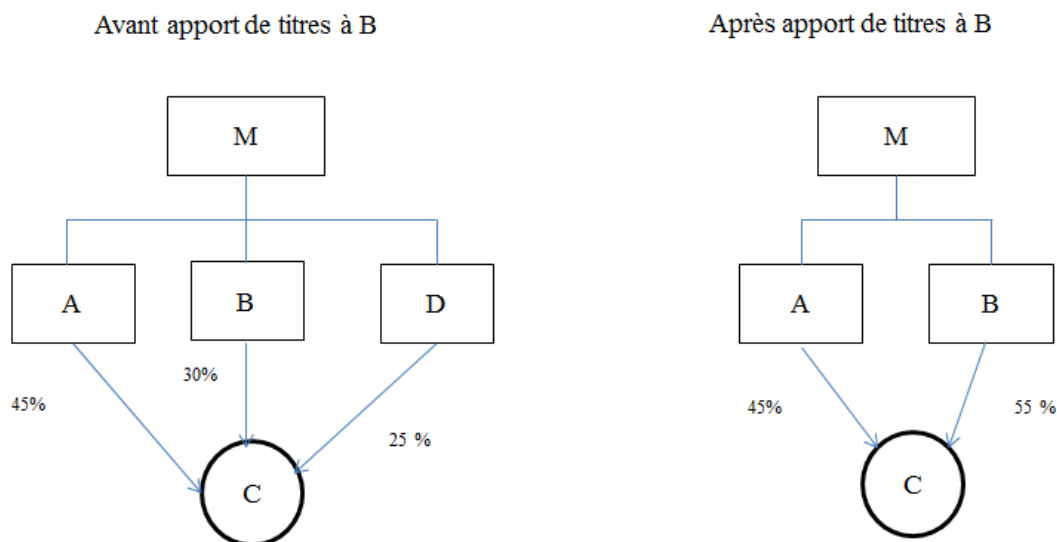 Avant apport de titres à B
Après apport de titres à B
M
M
A
B
D
A
B
45%
30%
25 %
45%
55 %
C
C